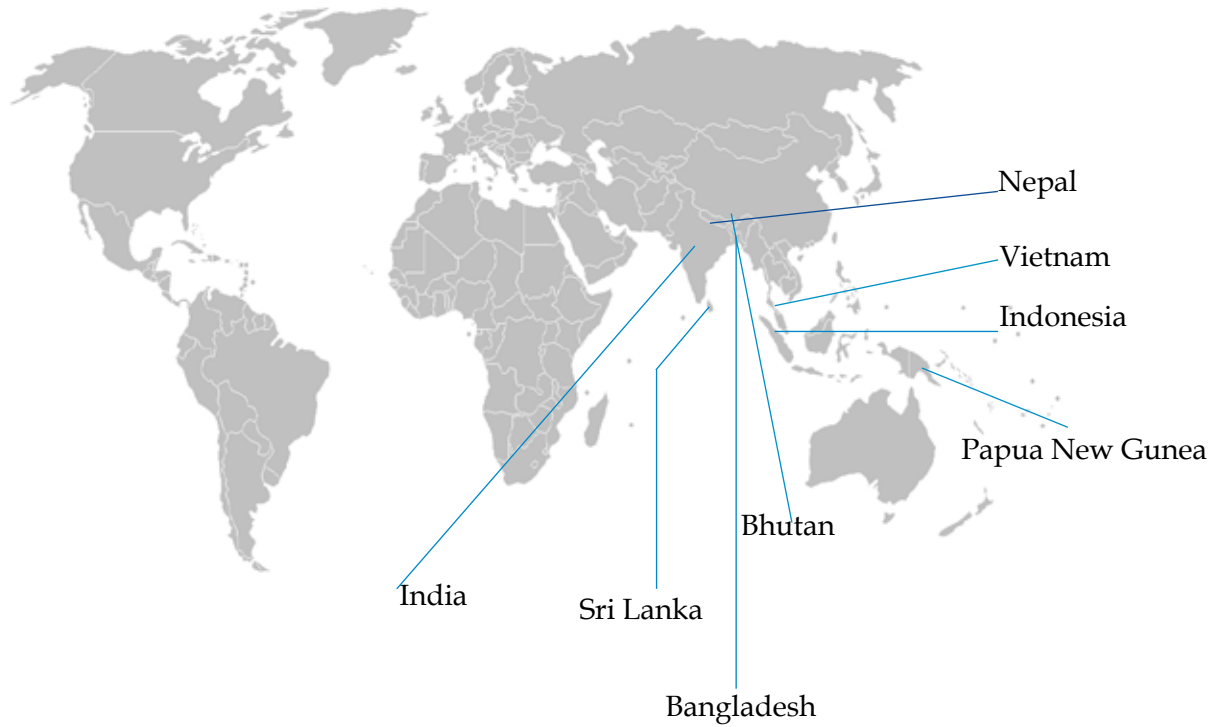 Nepal
Vietnam
Indonesia
Papua New Gunea
Bhutan
India
Sri Lanka
Bangladesh